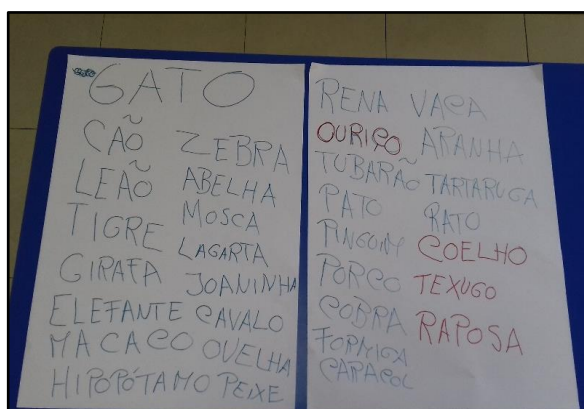 GATO
CÃO ZEBRA
LEÃO ABELHA
TIGRE MOSCA
GIRAFA LAGARTA
JOANINHA
ELEFANTE CAVALO
MACACO OVELHA
HIPOPÓTAMO PEIXE
RENA VACA
OURIÇO ARANHA
TUBARÃO TARTARUGA
PATO RATO
PINGUIM COELHO
PORCO TEXUGO
COBRA RAPOSA
FORMIGA
CARACOL